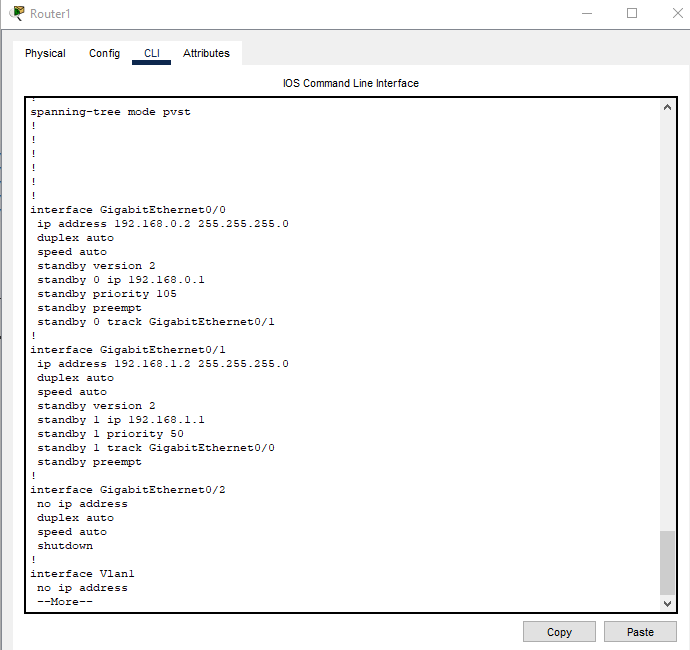 Router1
Physical Config CLI Attributes
IOS Command Line Interface
!
spanning-tree mode pvst
!
!
!
!
!
!
interface GigabitEthernet0/0
ip address 192.168.0.2 255.255.255.0
duplex auto
speed auto
standby version 2
standby 0 ip 192.168.0.1
standby priority 105
standby preempt
standby 0 track GigabitEthernet0/1
!
interface GigabitEthernet0/1
ip address 192.168.1.2 255.255.255.0
duplex auto
speed auto
standby version 2
standby 1 ip 192.168.1.1
standby 1 priority 50
standby 1 track GigabitEthernet0/0
standby preempt
!
interface GigabitEthernet0/2
no ip address
duplex auto
speed auto
shutdown
!
interface Vlan1
no ip address
--More--
Copy Paste